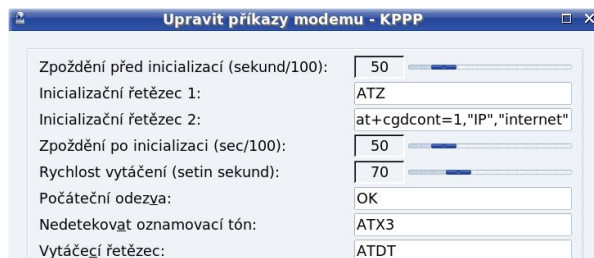 Upravit příkazy modemu - KPPP
Zpoždění před inicializací (sekund/100): 50
Inicializační řetězec 1: ATZ
Inicializační řetězec 2: at+cgdcont=1,"IP","internet"
Zpoždění po inicializaci (sec/100): 50
Rychlost vytáčení (setin sekund): 70
Počáteční odezva: OK
Nedetekovat oznamovací tón: ATX3
Vytáčecí řetězec: ATDT